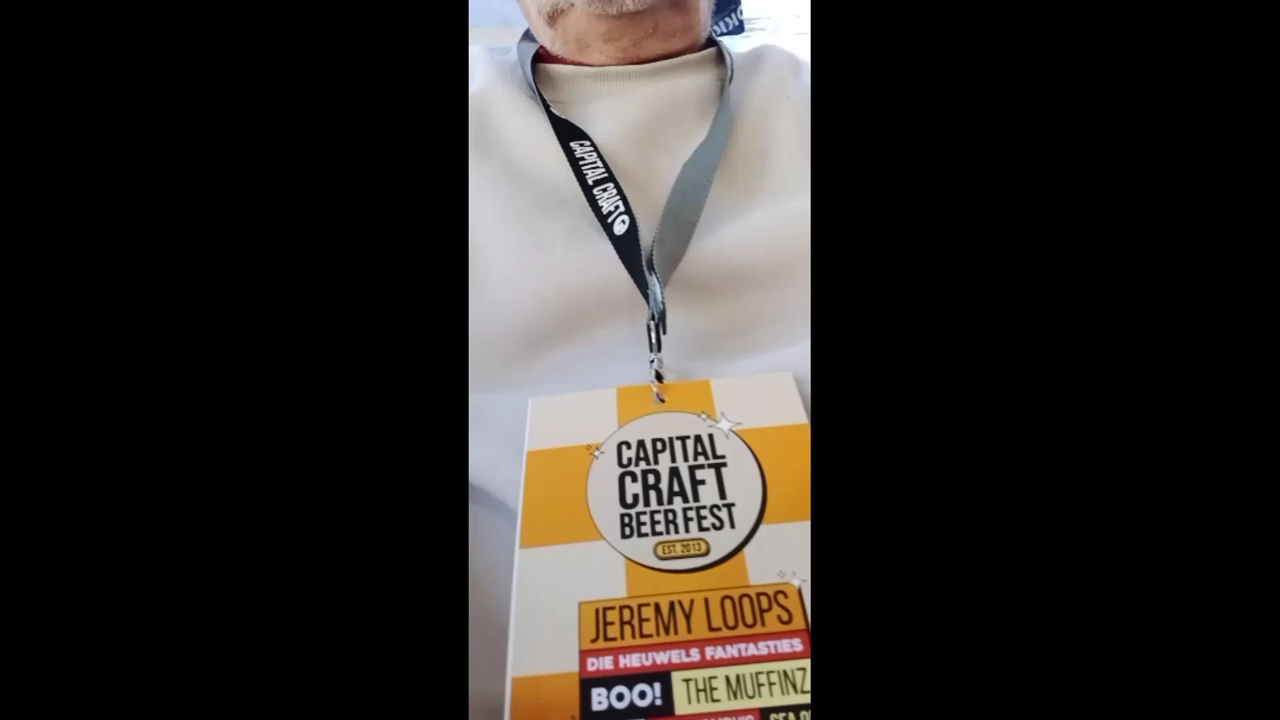 CAPITAL CRAFT
CAPITAL
CRAFT
BEER FEST
EST. 2013
JEREMY LOOPS
DIE HEUWELS FANTASTIES
BOO! THE MUFFINZ